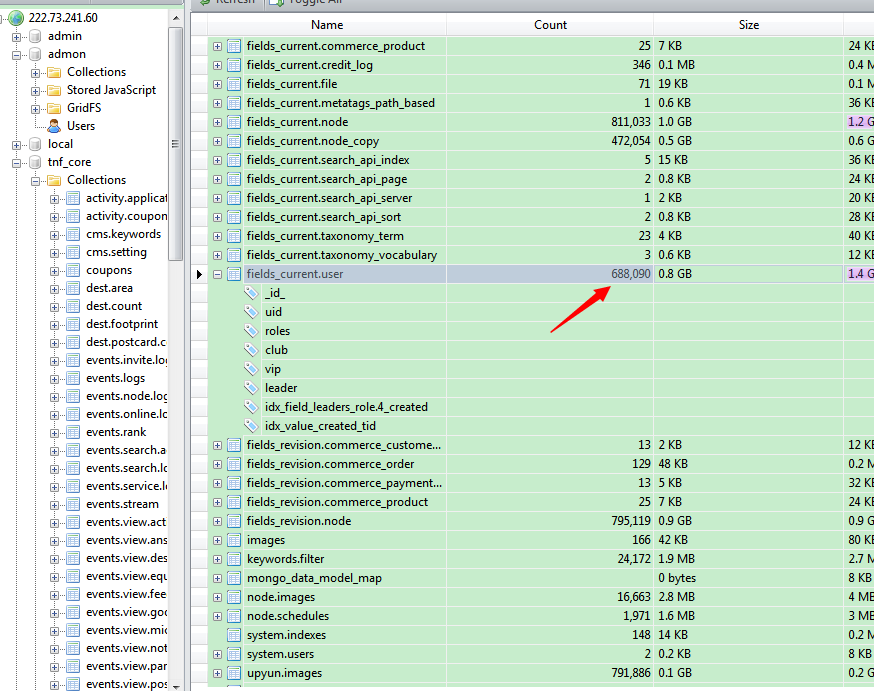 Refresh Toggle All
222.73.241.60
admin
admon
Collections
Stored JavaScript
GridFS
Users
local
tnf_core
Collections
activity.applicat
activity.coupon
cms.keywords
cms.setting
coupons
dest.area
dest.count
dest.footprint
dest.postcard.c
events.invite.log
events.logs
events.node.log
events.online.lo
events.rank
events.search.a
events.search.lo
events.service.lo
events.stream
events.view.act
events.view.ans
events.view.des
events.view.equ
events.view.fee
events.view.goo
events.view.mic
events.view.not
events.view.par
events.view.pos
Name Count Size
fields_current.commerce_product 25 7 KB 24 KB
fields_current.credit_log 346 0.1 MB 0.4 M
fields_current.file 71 19 KB 0.1 M
fields_current.metatags_path_based 1 0.6 KB 36 KB
fields_current.node 811,033 1.0 GB 1.2 G
fields_current.node_copy 472,054 0.5 GB 0.6 G
fields_current.search_api_index 5 15 KB 36 KB
fields_current.search_api_page 2 0.8 KB 24 KB
fields_current.search_api_server 1 2 KB 20 KB
fields_current.search_api_sort 2 0.8 KB 28 KB
fields_current.taxonomy_term 23 4 KB 40 KB
fields_current.taxonomy_vocabulary 3 0.6 KB 12 KB
fields_current.user 688,090 0.8 GB 1.4 G
_id_
uid
roles
club
vip
leader
idx_field_leaders_role.4_created
idx_value_created_tid
fields_revision.commerce_custome... 13 2 KB 12 KB
fields_revision.commerce_order 129 48 KB 0.2 M
fields_revision.commerce_payment... 13 5 KB 32 KB
fields_revision.commerce_product 25 7 KB 24 KB
fields_revision.node 795,119 0.9 GB 0.9 G
images 166 42 KB 80 KB
keywords.filter 24,172 1.9 MB 2.7 M
mongo_data_model_map 0 bytes 8 KB
node.images 16,663 2.8 MB 4 MB
node.schedules 1,971 1.6 MB 3 MB
system.indexes 148 14 KB 0.2 M
system.users 2 0.2 KB 8 KB
upyun.images 791,886 0.1 GB 0.2 G